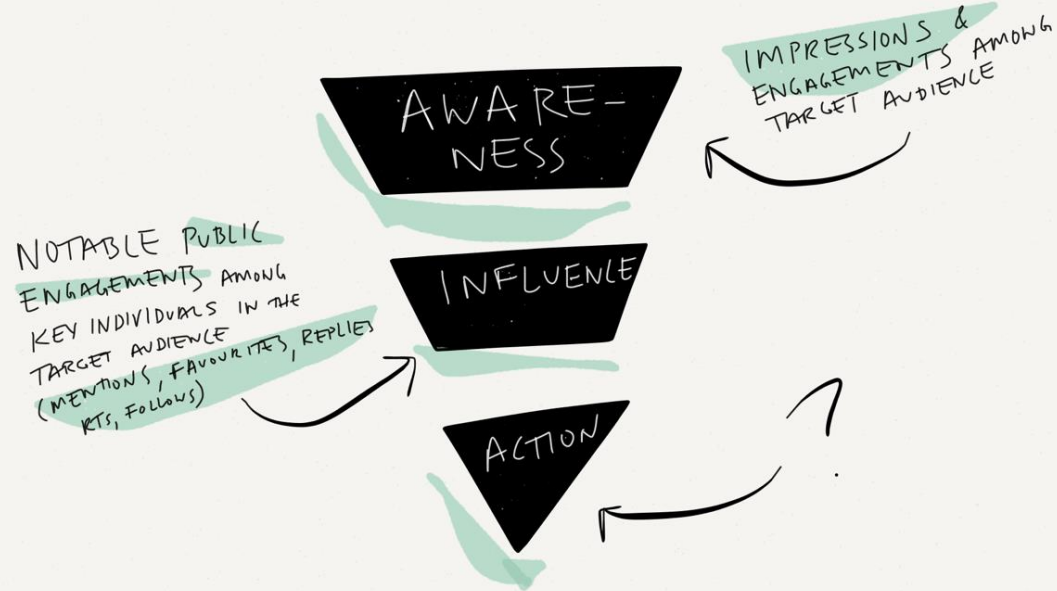 IMPRESSIONS &
ENGAGEMENTS AMONG
TARGET AUDIENCE
AWARE-
NESS
NOTABLE PUBLIC
ENGAGEMENTS AMONG
KEY INDIVIDUALS IN THE
TARGET AUDIENCE
(MENTIONS, FAVOURITES, REPLIES
RTs, FOLLOWS)
INFLUENCE
ACTION
?